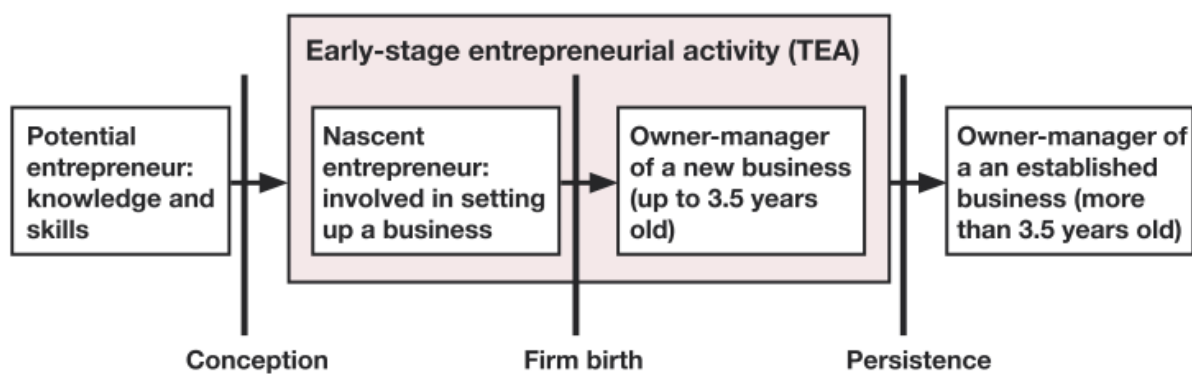 Early-stage entrepreneurial activity (TEA)
Potential
entrepreneur:
knowledge and
skills
Nascent
entrepreneur:
involved in setting
up a business
Owner-manager
of a new business
(up to 3.5 years
old)
Owner-manager of
a an established
business (more
than 3.5 years old)
Conception
Firm birth
Persistence